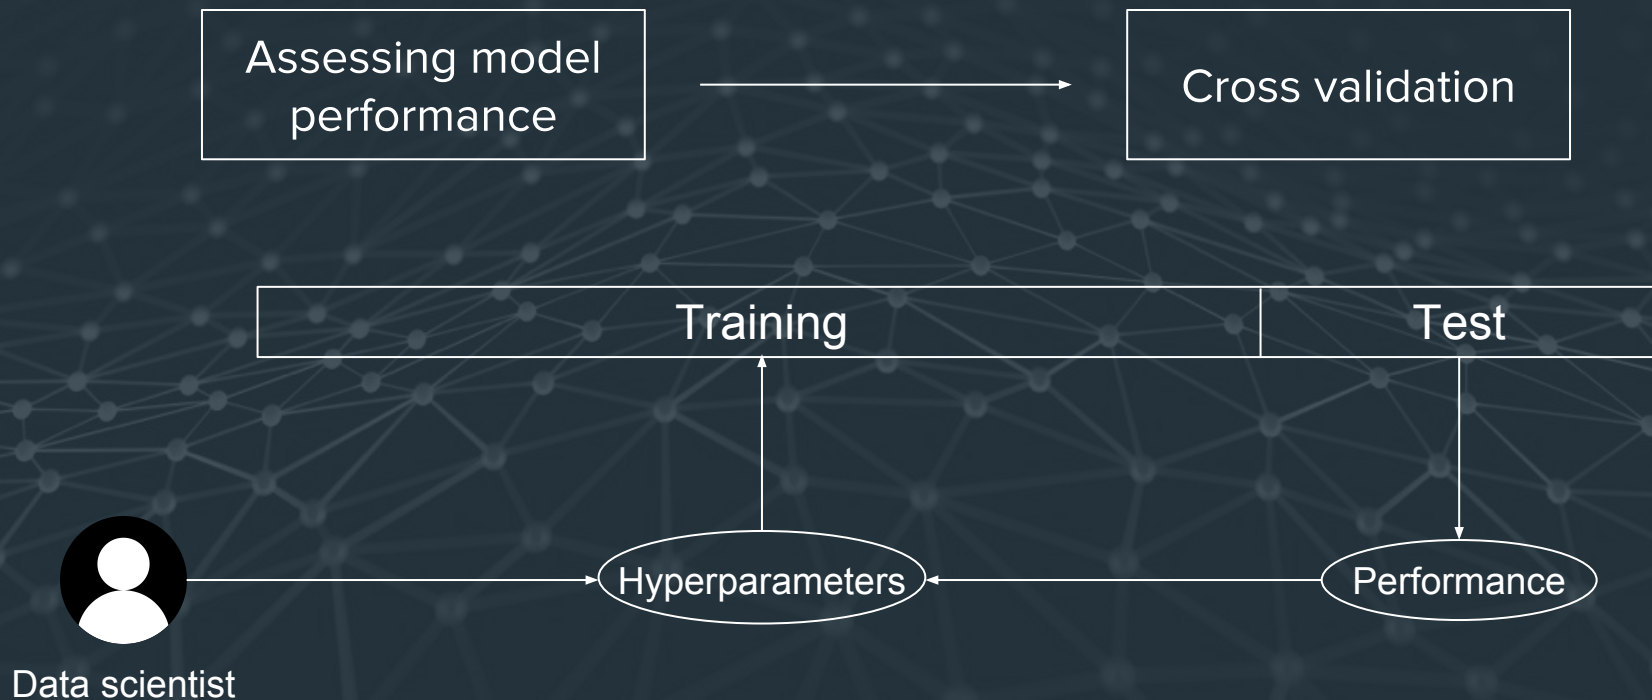 Assessing model
performance
Cross validation
Training
Test
Hyperparameters
Performance
Data scientist